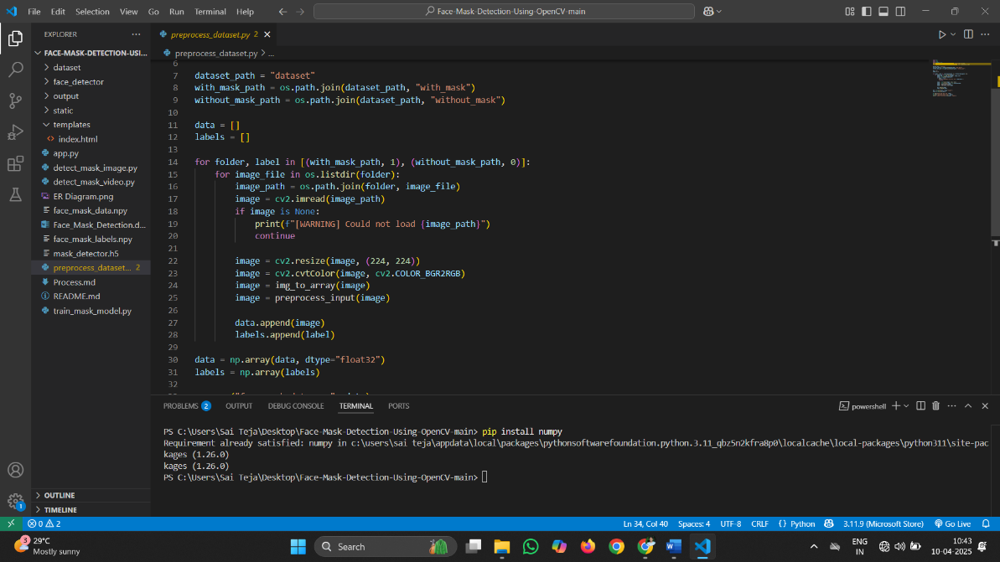 File Edit Selection View Go Run Terminal Help
Face-Mask-Detection-Using-OpenCV-main
EXPLORER
FACE-MASK-DETECTION-USI...
dataset
face_detector
output
static
templates
index.html
app.py
detect_mask_image.py
detect_mask_video.py
ER Diagram.png
face_mask_data.npy
Face_Mask_Detection.d...
face_mask_labels.npy
mask_detector.h5
preprocess_dataset... 2
Process.md
README.md
train_mask_model.py
OUTLINE
TIMELINE
preprocess_dataset.py 2
preprocess_dataset.py > ...
6
7 dataset_path = "dataset"
8 with_mask_path = os.path.join(dataset_path, "with_mask")
9 without_mask_path = os.path.join(dataset_path, "without_mask")
10
11 data = []
12 labels = []
13
14 for folder, label in [(with_mask_path, 1), (without_mask_path, 0)]:
15 for image_file in os.listdir(folder):
16 image_path = os.path.join(folder, image_file)
17 image = cv2.imread(image_path)
18 if image is None:
19 print(f"[WARNING] Could not load {image_path}")
20 continue
21
22 image = cv2.resize(image, (224, 224))
23 image = cv2.cvtColor(image, cv2.COLOR_BGR2RGB)
24 image = img_to_array(image)
25 image = preprocess_input(image)
26
27 data.append(image)
28 labels.append(label)
29
30 data = np.array(data, dtype="float32")
31 labels = np.array(labels)
32
PROBLEMS 2 OUTPUT DEBUG CONSOLE TERMINAL PORTS
powershell
PS C:\Users\Sai Teja\Desktop\Face-Mask-Detection-Using-OpenCV-main> pip install numpy
Requirement already satisfied: numpy in c:\users\sai teja\appdata\local\packages\pythonsoftwarefoundation.python.3.11_qbz5n2kfra8p0\localcache\local-packages\python311\site-pac
kages (1.26.0)
kages (1.26.0)
PS C:\Users\Sai Teja\Desktop\Face-Mask-Detection-Using-OpenCV-main>
1
0 2 Ln 34, Col 40 Spaces: 4 UTF-8 CRLF {} Python 3.11.9 (Microsoft Store) Go Live
3 29°C
Mostly sunny
Search
ENG
IN
10:43
10-04-2025